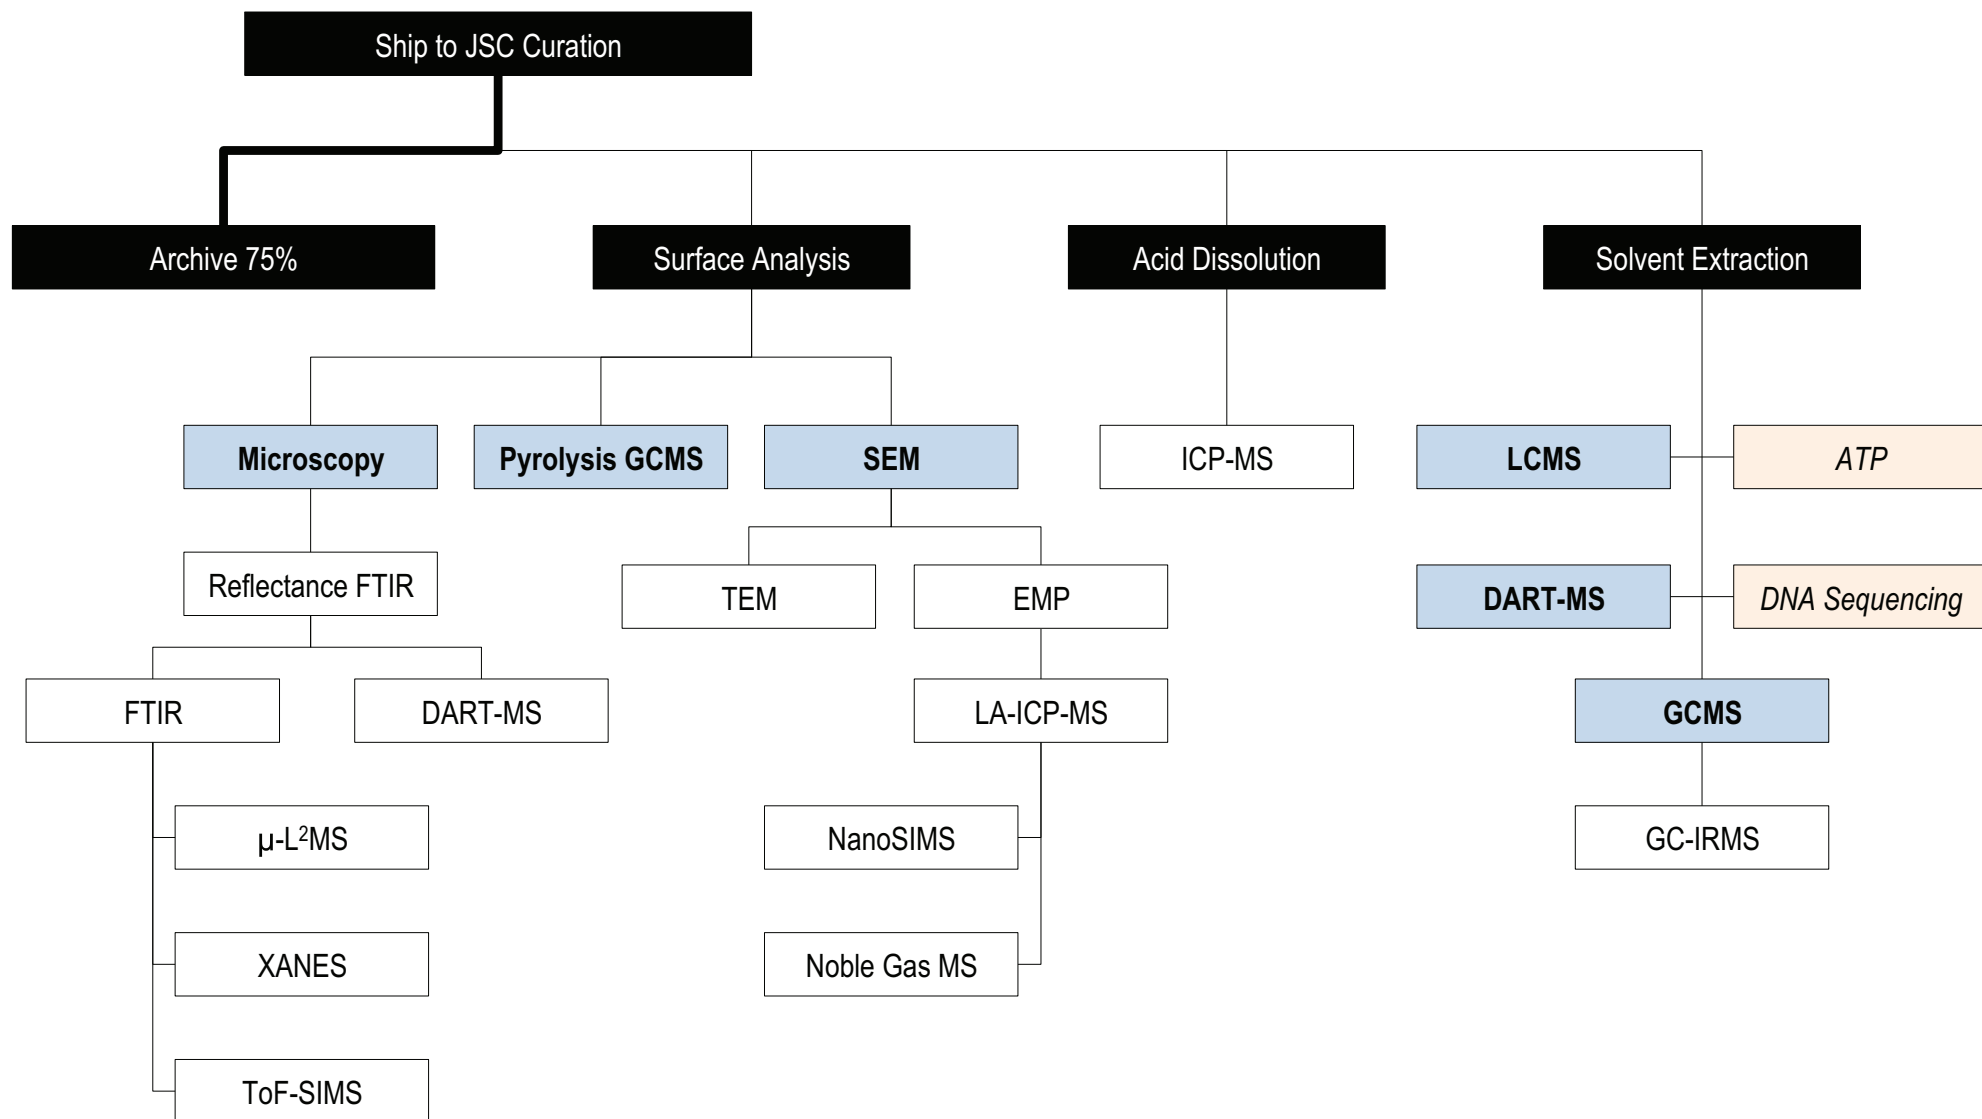 Ship to JSC Curation
Archive 75%
Surface Analysis
Acid Dissolution
Solvent Extraction
Microscopy
Pyrolysis GCMS
SEM
ICP-MS
LCMS
ATP
Reflectance FTIR
TEM
EMP
DART-MS
DNA Sequencing
FTIR
DART-MS
LA-ICP-MS
GCMS
µ-L²MS
NanoSIMS
GC-IRMS
XANES
Noble Gas MS
ToF-SIMS